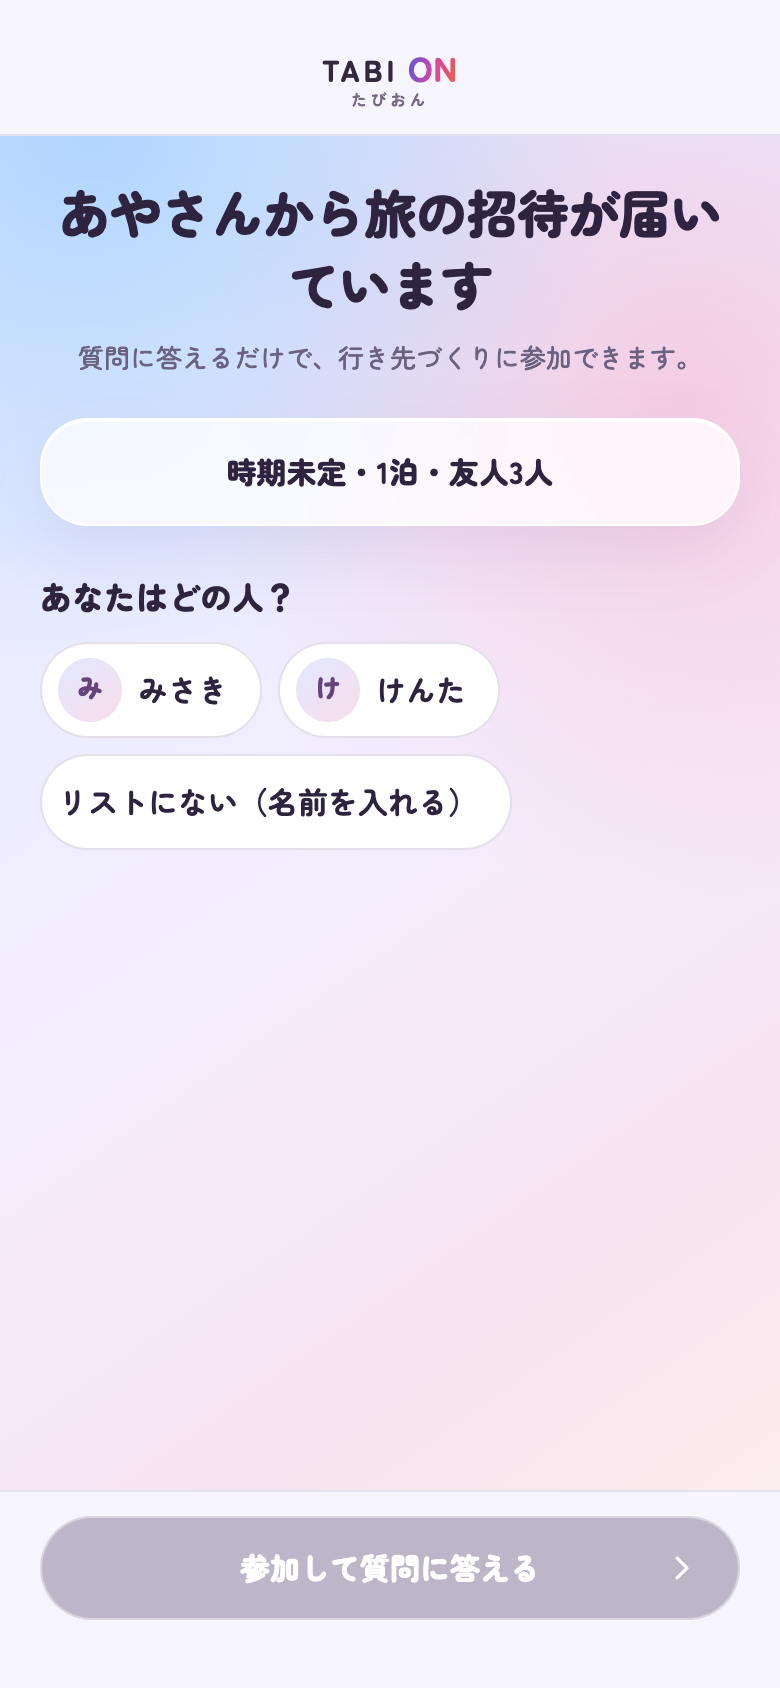 TABI ON
たびおん
あやさんから旅の招待が届い
ています
質問に答えるだけで、行き先づくりに参加できます。
時期未定・1泊・友人3人
あなたはどの人？
み みさき
け けんた
リストにない（名前を入れる）
参加して質問に答える